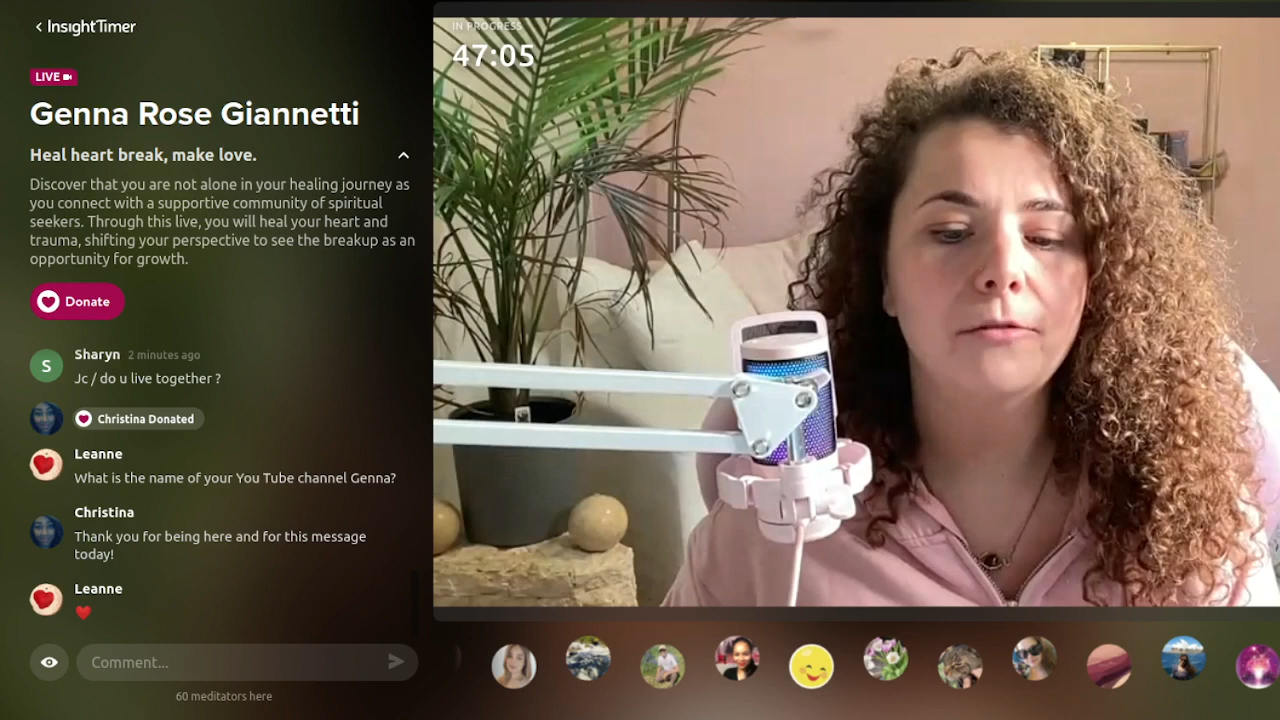 InsightTimer
LIVE
Genna Rose Giannetti
Heal heart break, make love.
Discover that you are not alone in your healing journey as
you connect with a supportive community of spiritual
seekers. Through this live, you will heal your heart and
trauma, shifting your perspective to see the breakup as an
opportunity for growth.
Donate
S
Sharyn 2 minutes ago
Jc / do u live together ?
Christina Donated
Leanne
What is the name of your You Tube channel Genna?
Christina
Thank you for being here and for this message
today!
Leanne
❤️
Comment...
60 meditators here
IN PROGRESS
47:05